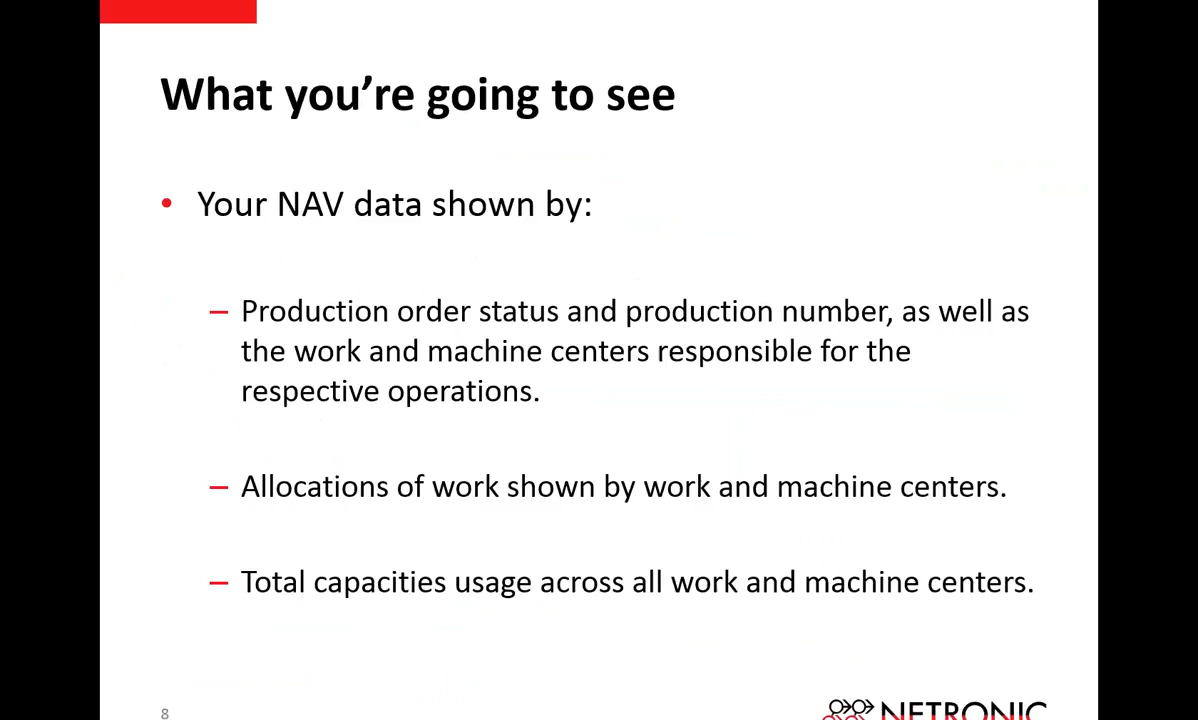 What you’re going to see
• Your NAV data shown by:
– Production order status and production number, as well as
the work and machine centers responsible for the
respective operations.
– Allocations of work shown by work and machine centers.
– Total capacities usage across all work and machine centers.
8
NETRONIC